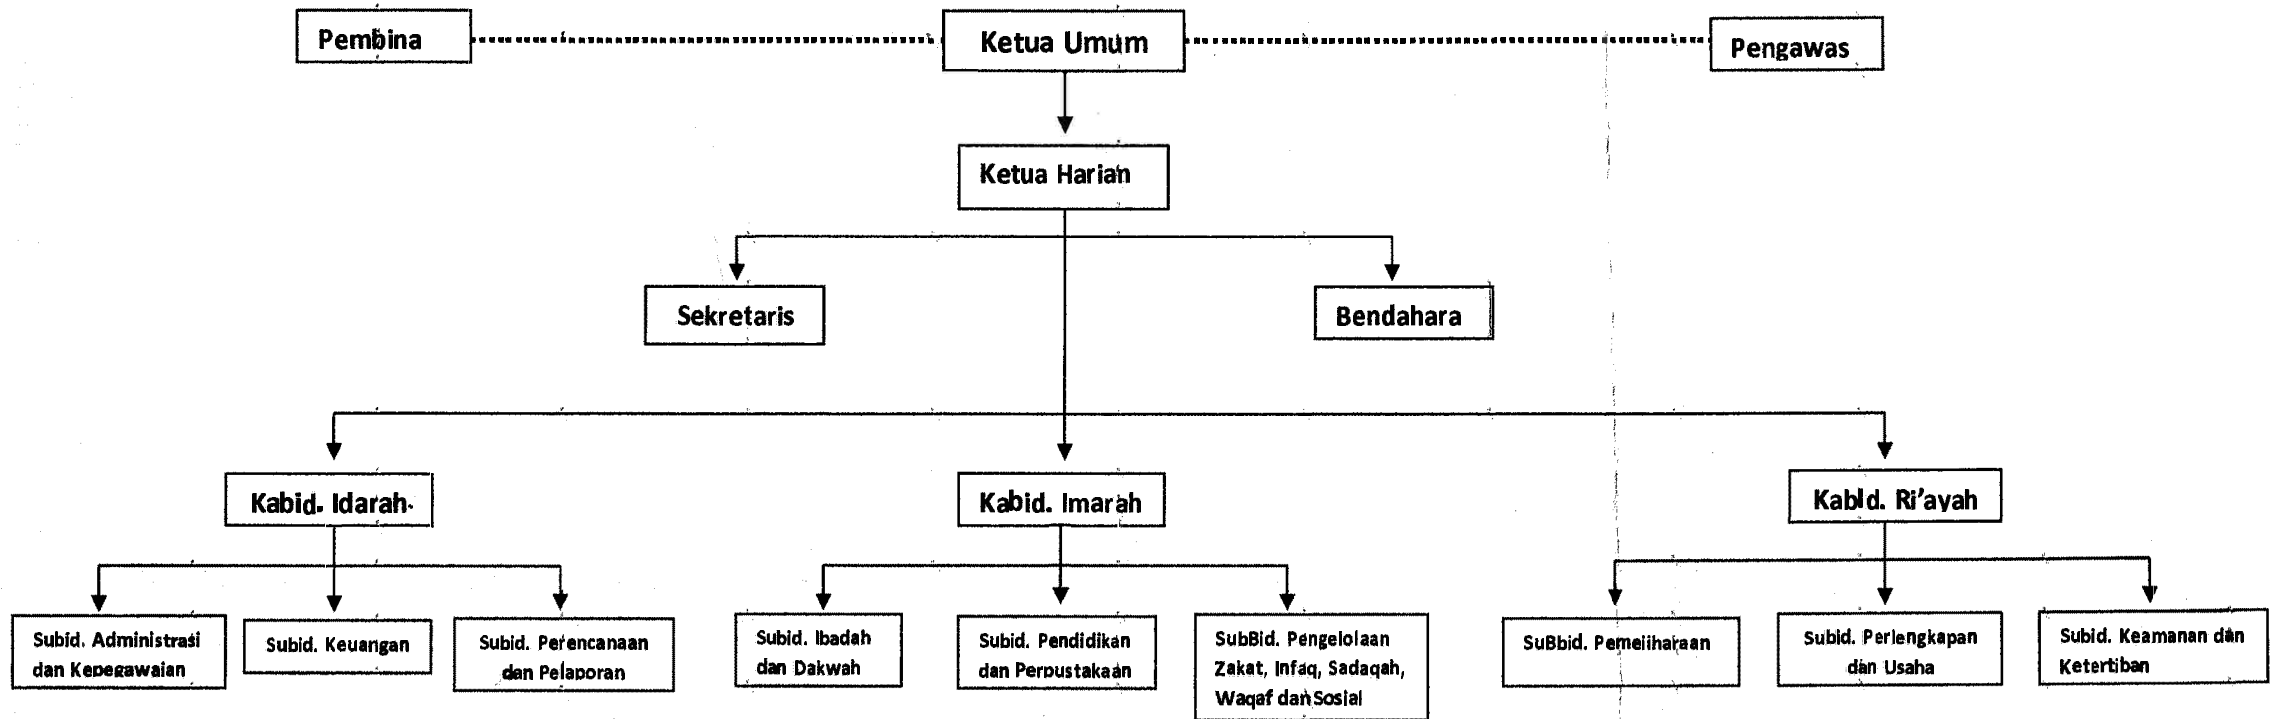 Pembina
Ketua Umum
Pengawas
Ketua Harian
Sekretaris
Bendahara
Kabid. Idarah
Kabid. Imarah
Kabid. Ri'ayah
Subid. Administrasi
dan Kepegawaian
Subid. Keuangan
Subid. Perencanaan
dan Pelaporan
Subid. Ibadah
dan Dakwah
Subid. Pendidikan
dan Perpustakaan
SubBid. Pengelolaan
Zakat, Infaq, Sadaqah,
Waqaf dan Sosial
SuBbid. Pemeliharaan
Subid. Perlengkapan
dan Usaha
Subid. Keamanan dan
Ketertiban